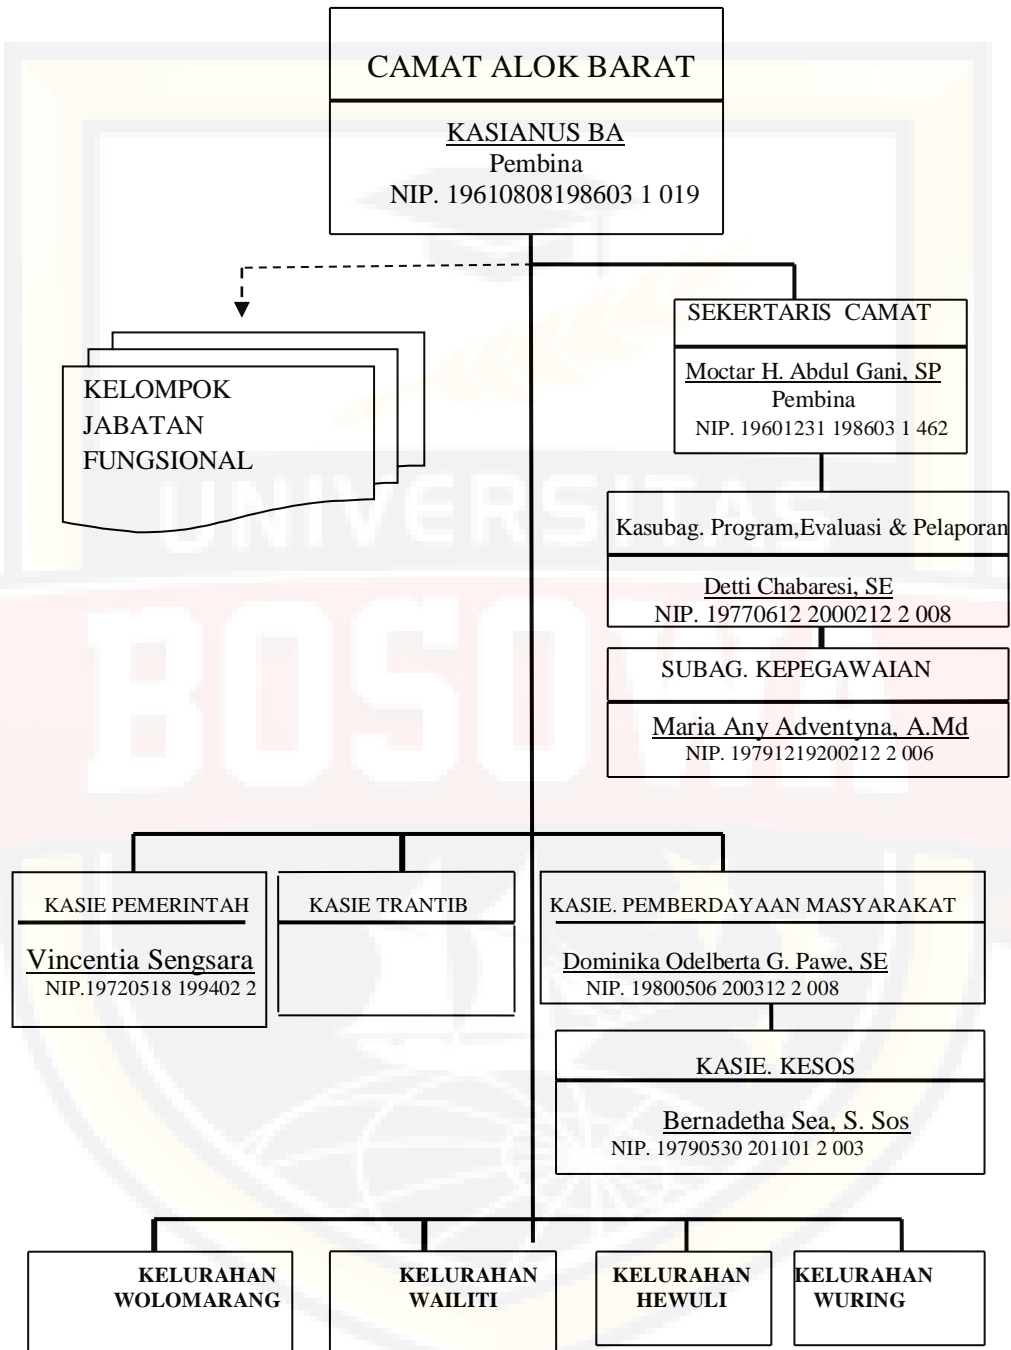 CAMAT ALOK BARAT
KASIANUS BA
Pembina
NIP. 19610808198603 1 019
SEKERTARIS CAMAT
Moctar H. Abdul Gani, SP
Pembina
NIP. 19601231 198603 1 462
KELOMPOK
JABATAN
FUNGSIONAL
Kasubag. Program,Evaluasi & Pelaporan
Detti Chabaresi, SE
NIP. 19770612 2000212 2 008
SUBAG. KEPEGAWAIAN
Maria Any Adventyna, A.Md
NIP. 19791219200212 2 006
UNIVERSITAS
BOSOWA
KASIE PEMERINTAH
Vincentia Sengsara
NIP.19720518 199402 2
KASIE TRANTIB
KASIE. PEMBERDAYAAN MASYARAKAT
Dominika Odelberta G. Pawe, SE
NIP. 19800506 200312 2 008
KASIE. KESOS
Bernadetha Sea, S. Sos
NIP. 19790530 201101 2 003
KELURAHAN
WOLOMARANG
KELURAHAN
WAILITI
KELURAHAN
HEWULI
KELURAHAN
WURING